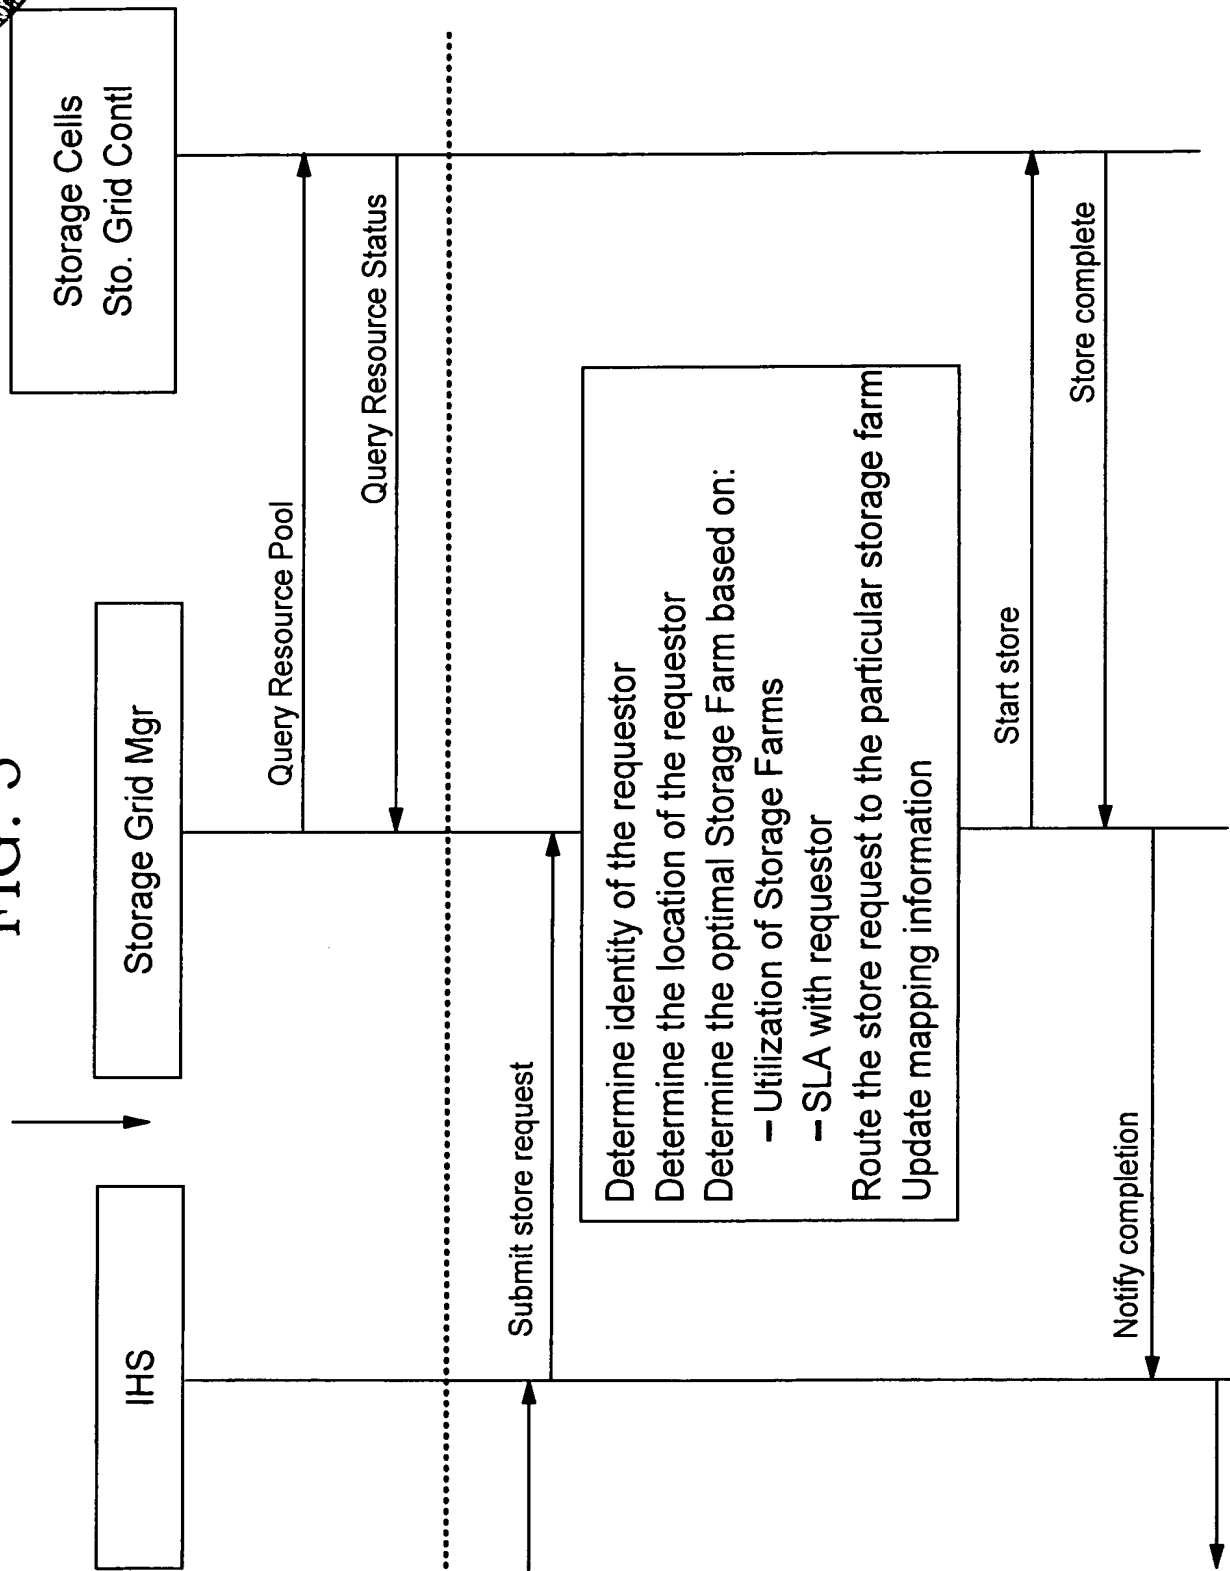 FIG. 3
IHS
Storage Grid Mgr
Storage Cells
Sto. Grid Contl
Query Resource Pool
Query Resource Status
Submit store request
Determine identity of the requestor
Determine the location of the requestor
Determine the optimal Storage Farm based on:
– Utilization of Storage Farms
– SLA with requestor
Route the store request to the particular storage farm
Update mapping information
Start store
Store complete
Notify completion